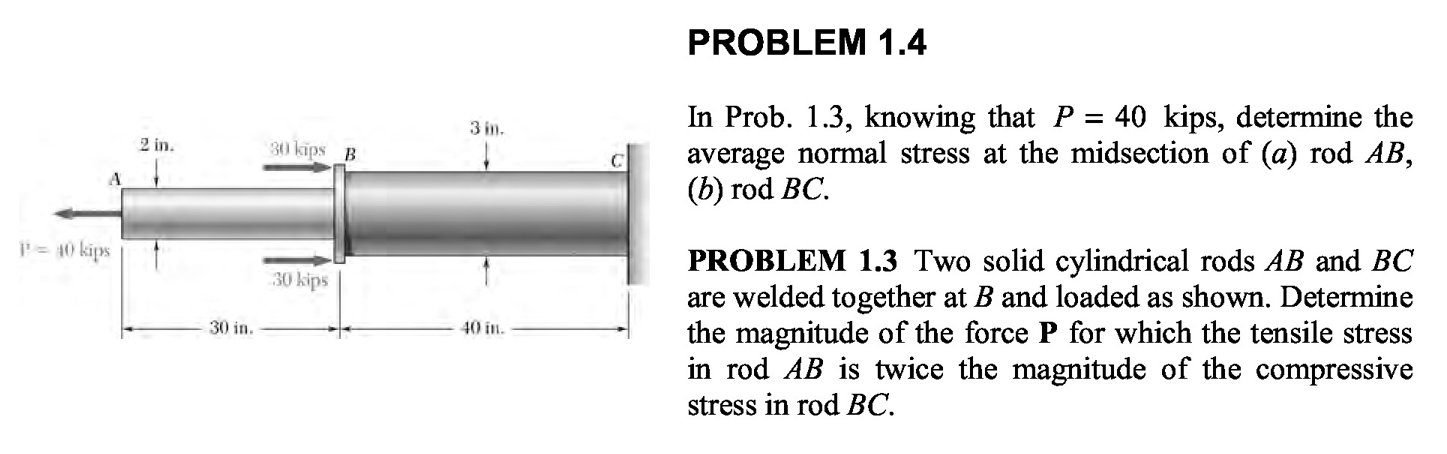 PROBLEM 1.4
In Prob. 1.3, knowing that P = 40 kips, determine the
average normal stress at the midsection of (a) rod AB,
(b) rod BC.
PROBLEM 1.3 Two solid cylindrical rods AB and BC
are welded together at B and loaded as shown. Determine
the magnitude of the force P for which the tensile stress
in rod AB is twice the magnitude of the compressive
stress in rod BC.
3 in.
2 in.
30 kips B
C
A
P = 40 kips
30 kips
30 in.
40 in.